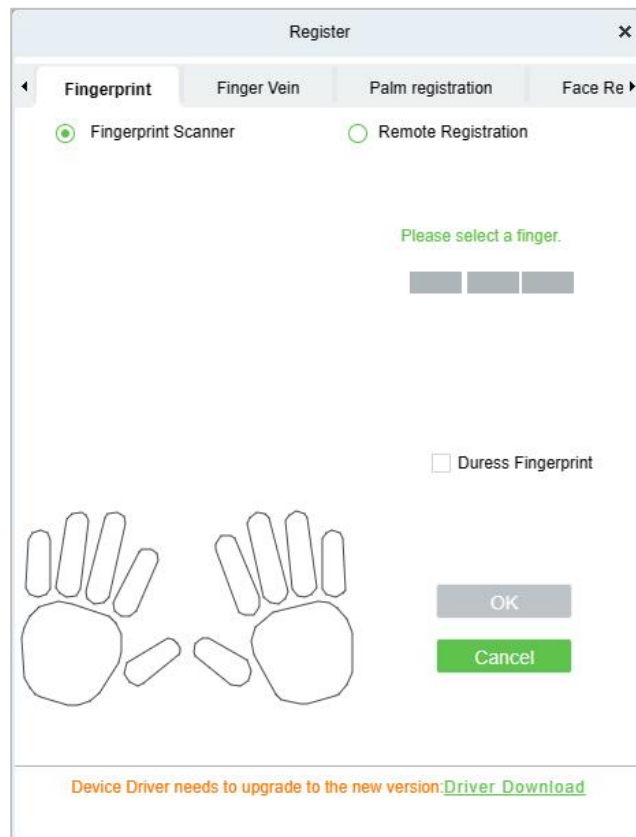 Register
Fingerprint Finger Vein Palm registration Face Re
Fingerprint Scanner Remote Registration
Please select a finger.
Duress Fingerprint
OK
Cancel
Device Driver needs to upgrade to the new version:Driver Download